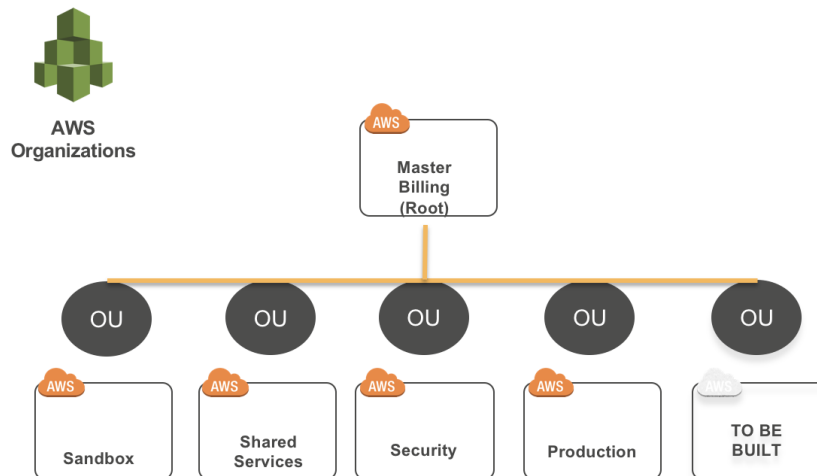 AWS
Organizations
AWS
Master
Billing
(Root)
OU
OU
OU
OU
OU
AWS
Sandbox
AWS
Shared
Services
AWS
Security
AWS
Production
AWS
TO BE
BUILT